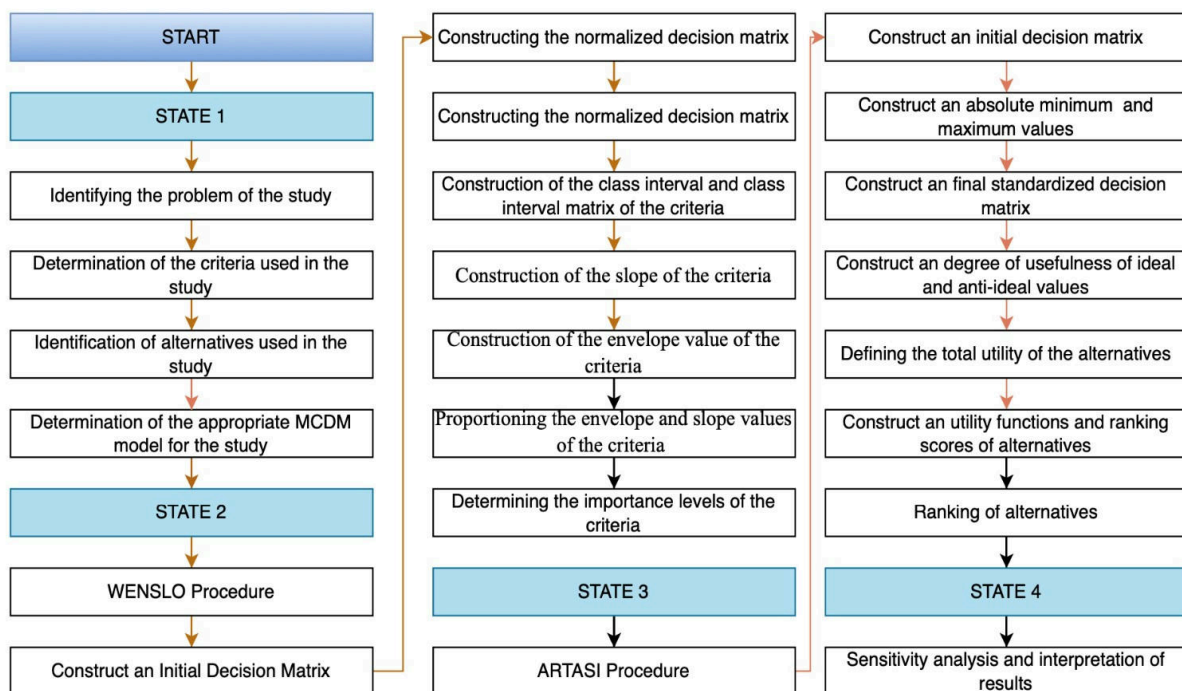 START
STATE 1
Identifying the problem of the study
Determination of the criteria used in the
study
Identification of alternatives used in the
study
Determination of the appropriate MCDM
model for the study
STATE 2
WENSLO Procedure
Construct an Initial Decision Matrix
Constructing the normalized decision matrix
Constructing the normalized decision matrix
Construction of the class interval and class
interval matrix of the criteria
Construction of the slope of the criteria
Construction of the envelope value of the
criteria
Proportioning the envelope and slope values
of the criteria
Determining the importance levels of the
criteria
STATE 3
ARTASI Procedure
Construct an initial decision matrix
Construct an absolute minimum and
maximum values
Construct an final standardized decision
matrix
Construct an degree of usefulness of ideal
and anti-ideal values
Defining the total utility of the alternatives
Construct an utility functions and ranking
scores of alternatives
Ranking of alternatives
STATE 4
Sensitivity analysis and interpretation of
results